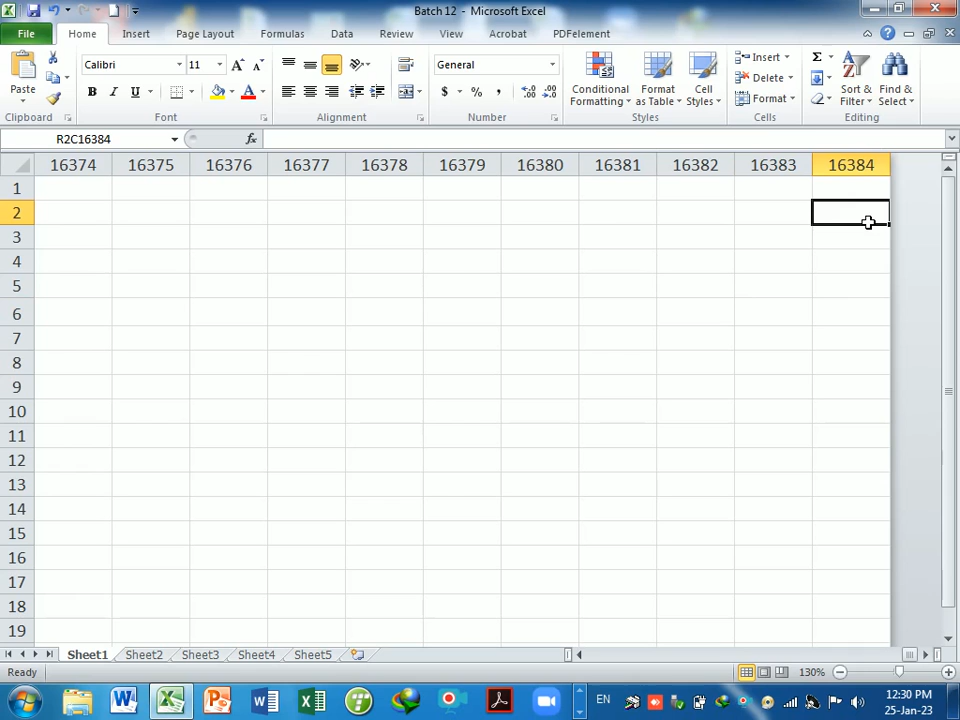 Batch 12 - Microsoft Excel
File Home Insert Page Layout Formulas Data Review View Acrobat PDFelement
Paste
Calibri 11
B I U
General
$ % ,
Conditional Formatting
Format as Table
Cell Styles
Insert
Delete
Format
Σ
Sort & Filter
Find & Select
Clipboard Font Alignment Number Styles Cells Editing
R2C16384 fx
16374 16375 16376 16377 16378 16379 16380 16381 16382 16383 16384
1
2
3
4
5
6
7
8
9
10
11
12
13
14
15
16
17
18
19
Sheet1 Sheet2 Sheet3 Sheet4 Sheet5
Ready 130%
EN 12:30 PM
25-Jan-23